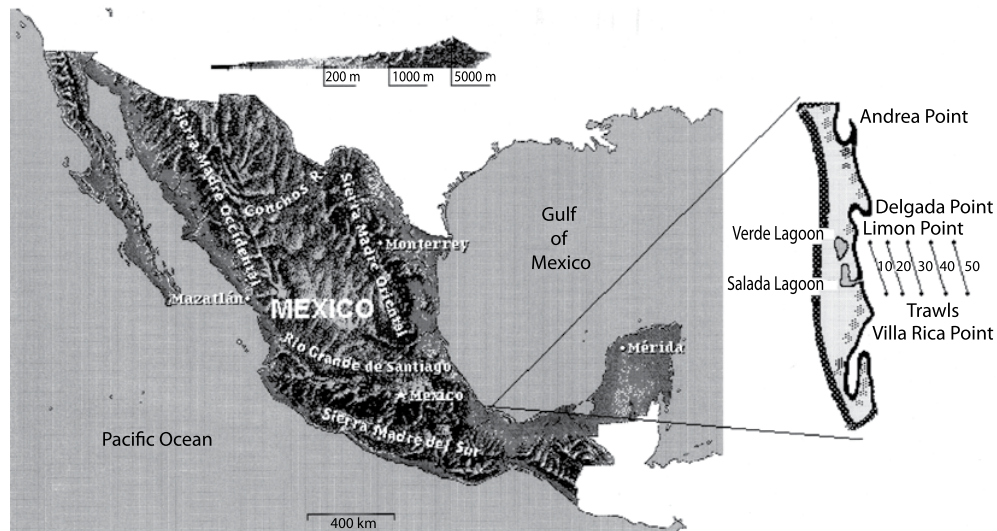 200 m
1000 m
5000 m
Sierra Madre Occidental
Conchos R.
Sierra Madre Oriental
Monterrey
Mazatlán
MEXICO
Rio Grande de Santiago
Mexico
Sierra Madre del Sur
Mérida
Gulf
of
Mexico
Pacific Ocean
400 km
Andrea Point
Delgada Point
Limon Point
Verde Lagoon
10 20 30 40 50
Salada Lagoon
Trawls
Villa Rica Point